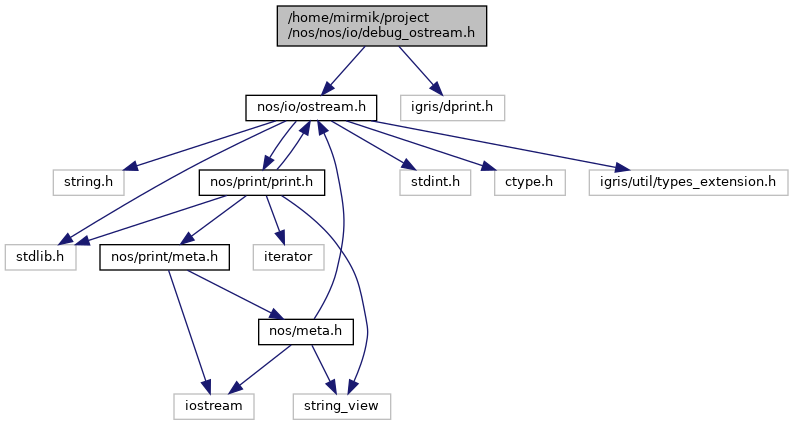 /home/mirmik/project
/nos/nos/io/debug_ostream.h
nos/io/ostream.h
igris/dprint.h
string.h
nos/print/print.h
stdint.h
ctype.h
igris/util/types_extension.h
stdlib.h
nos/print/meta.h
iterator
nos/meta.h
iostream
string_view